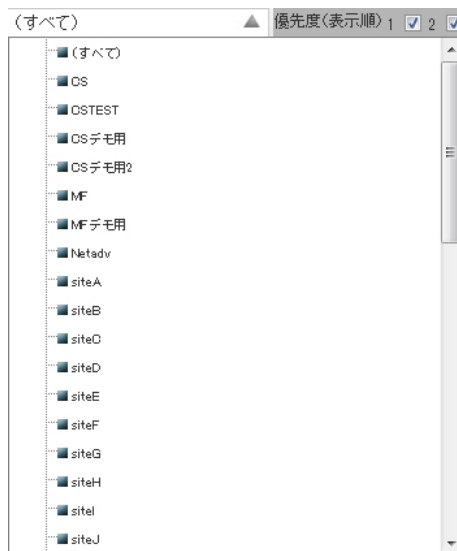 (すべて) ▲ 優先度(表示順) 1 2
(すべて)
CS
CSTEST
CSデモ用
CSデモ用2
MF
MFデモ用
Netadv
siteA
siteB
siteC
siteD
siteE
siteF
siteG
siteH
siteI
siteJ